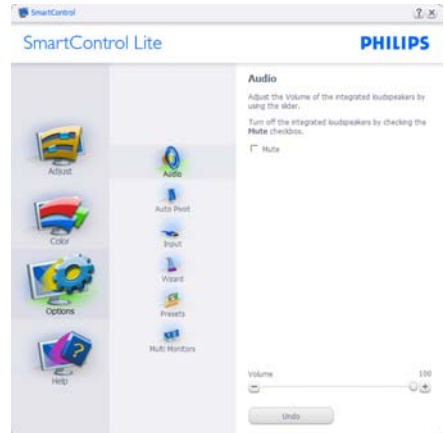 SmartControl
SmartControl Lite
PHILIPS
Adjust
Color
Options
Help
Audio
Auto Pivot
Input
Wizard
Presets
Multi Monitors
Audio
Adjust the Volume of the integrated loudspeakers by
using the slider.
Turn off the integrated loudspeakers by checking the
Mute checkbox.
Mute
Volume 100
Undo